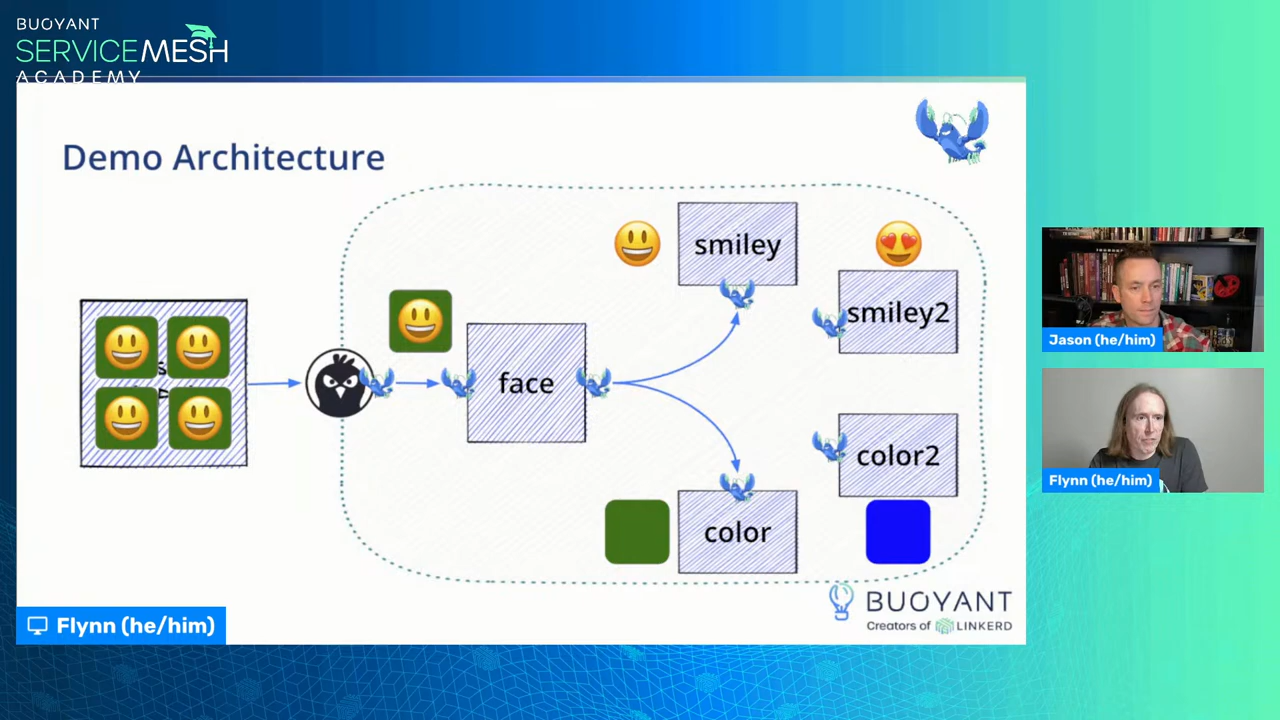 BUOYANT
SERVICEMESH
ACADEMY
Demo Architecture
smiley
smiley2
face
color2
color
BUOYANT
Creators of LINKERD
Flynn (he/him)
Jason (he/him)
Flynn (he/him)